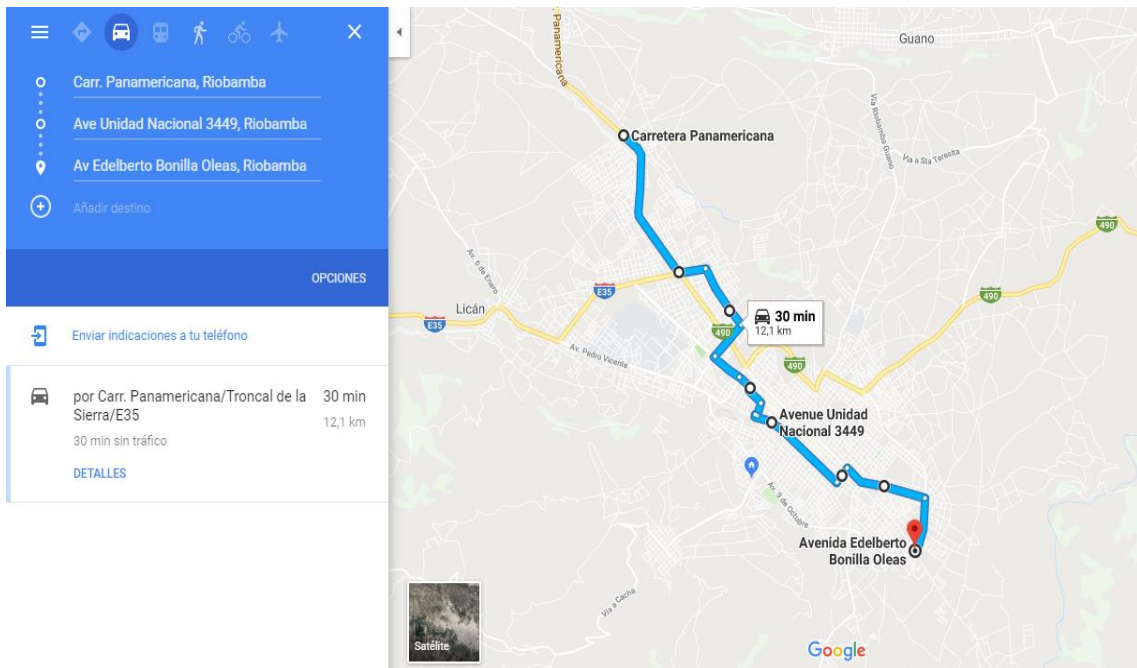 Carr. Panamericana, Riobamba
Ave Unidad Nacional 3449, Riobamba
Av Edelberto Bonilla Oleas, Riobamba
Añadir destino
OPCIONES
Enviar indicaciones a tu teléfono
por Carr. Panamericana/Troncal de la
Sierra/E35
30 min
12,1 km
30 min sin tráfico
DETALLES
Panamericana
Guano
Vía Riobamba Guano
Vía a Sta Teresita
Carretera Panamericana
490
Av. 6 de Enero
E35
490
Licán
E35
30 min
12,1 km
490
Av. Pedro Vicente
490
Avenue Unidad
Nacional 3449
Av. 9 de Octubre
Avenida Edelberto
Bonilla Oleas
Vía a Cacha
Satélite
Google